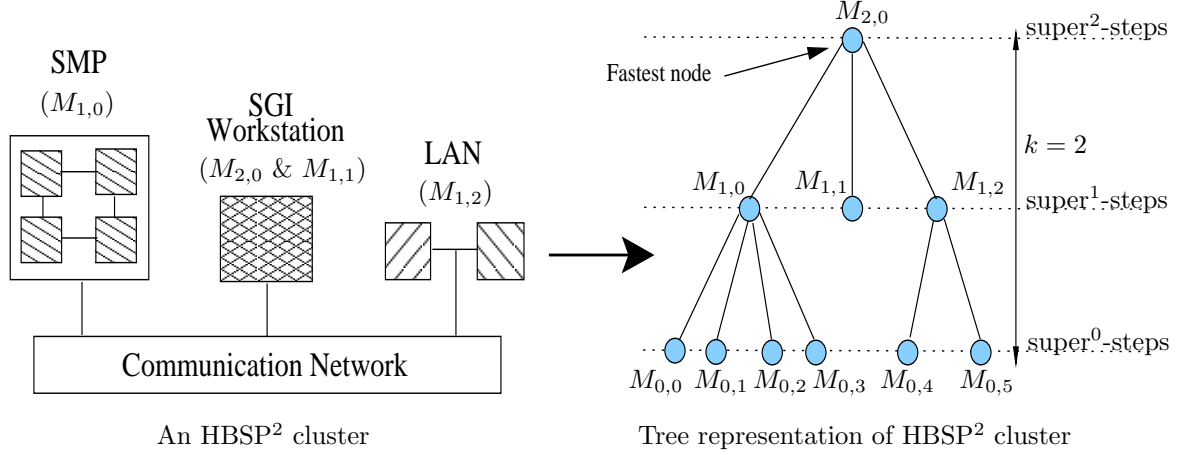 SMP
(M₁,₀)
SGI
Workstation
(M₂,₀ & M₁,₁)
LAN
(M₁,₂)
Communication Network
An HBSP² cluster
M₂,₀
super²-steps
Fastest node
k = 2
M₁,₀
M₁,₁
M₁,₂
super¹-steps
super⁰-steps
M₀,₀
M₀,₁
M₀,₂
M₀,₃
M₀,₄
M₀,₅
Tree representation of HBSP² cluster